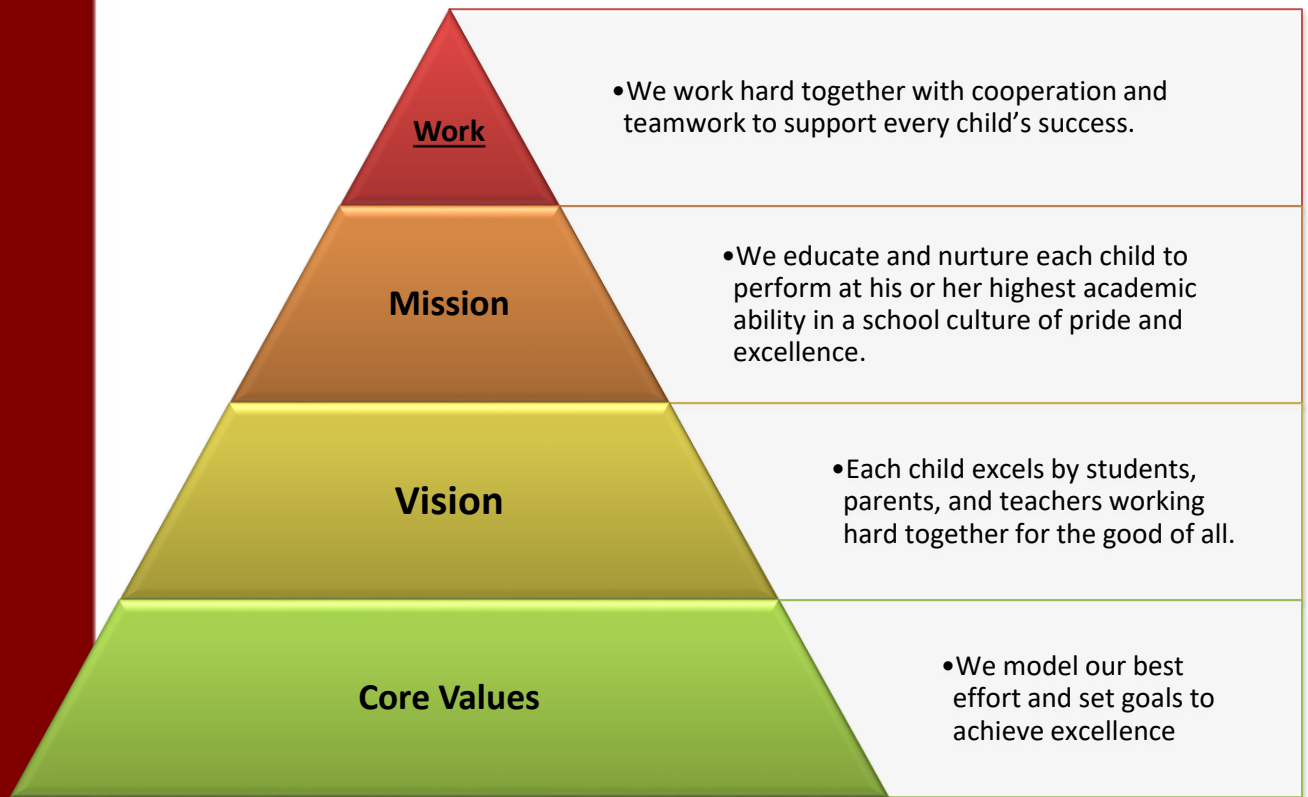 Work
•We work hard together with cooperation and
teamwork to support every child’s success.
Mission
•We educate and nurture each child to
perform at his or her highest academic
ability in a school culture of pride and
excellence.
Vision
•Each child excels by students,
parents, and teachers working
hard together for the good of all.
Core Values
•We model our best
effort and set goals to
achieve excellence